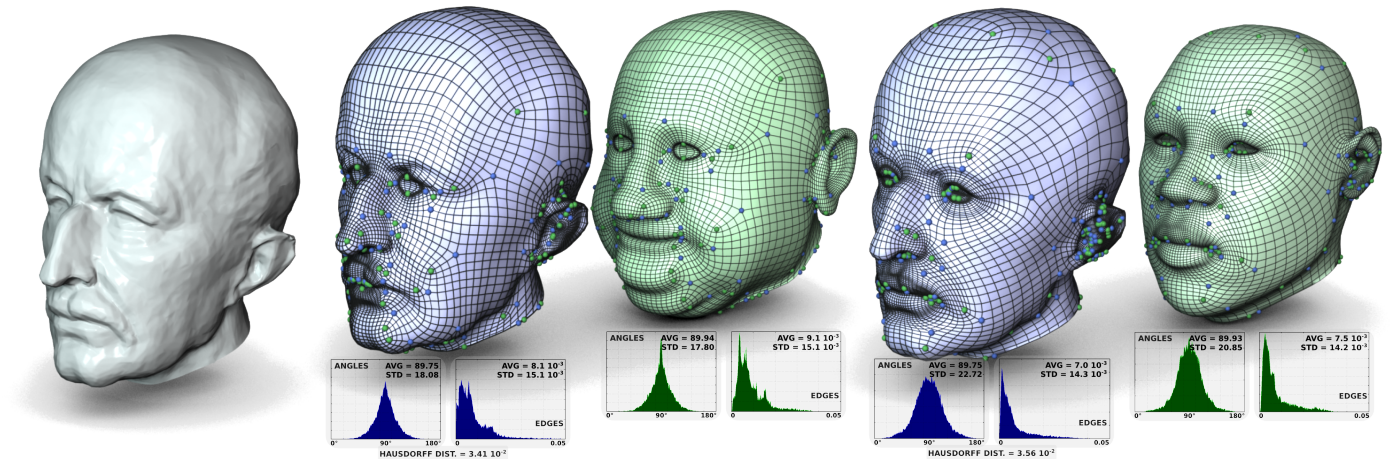 ANGLES AVG = 89.75
STD = 18.08
0° 90° 180°
AVG = 8.1 10⁻³
STD = 15.1 10⁻³
EDGES
0 0.05
HAUSDORFF DIST. = 3.41 10⁻²
ANGLES AVG = 89.94
STD = 17.80
0° 90° 180°
AVG = 9.1 10⁻³
STD = 15.1 10⁻³
EDGES
0 0.05
ANGLES AVG = 89.75
STD = 22.72
0° 90° 180°
AVG = 7.0 10⁻³
STD = 14.3 10⁻³
EDGES
0 0.05
HAUSDORFF DIST. = 3.56 10⁻²
ANGLES AVG = 89.93
STD = 20.85
0° 90° 180°
AVG = 7.5 10⁻³
STD = 14.2 10⁻³
EDGES
0 0.05